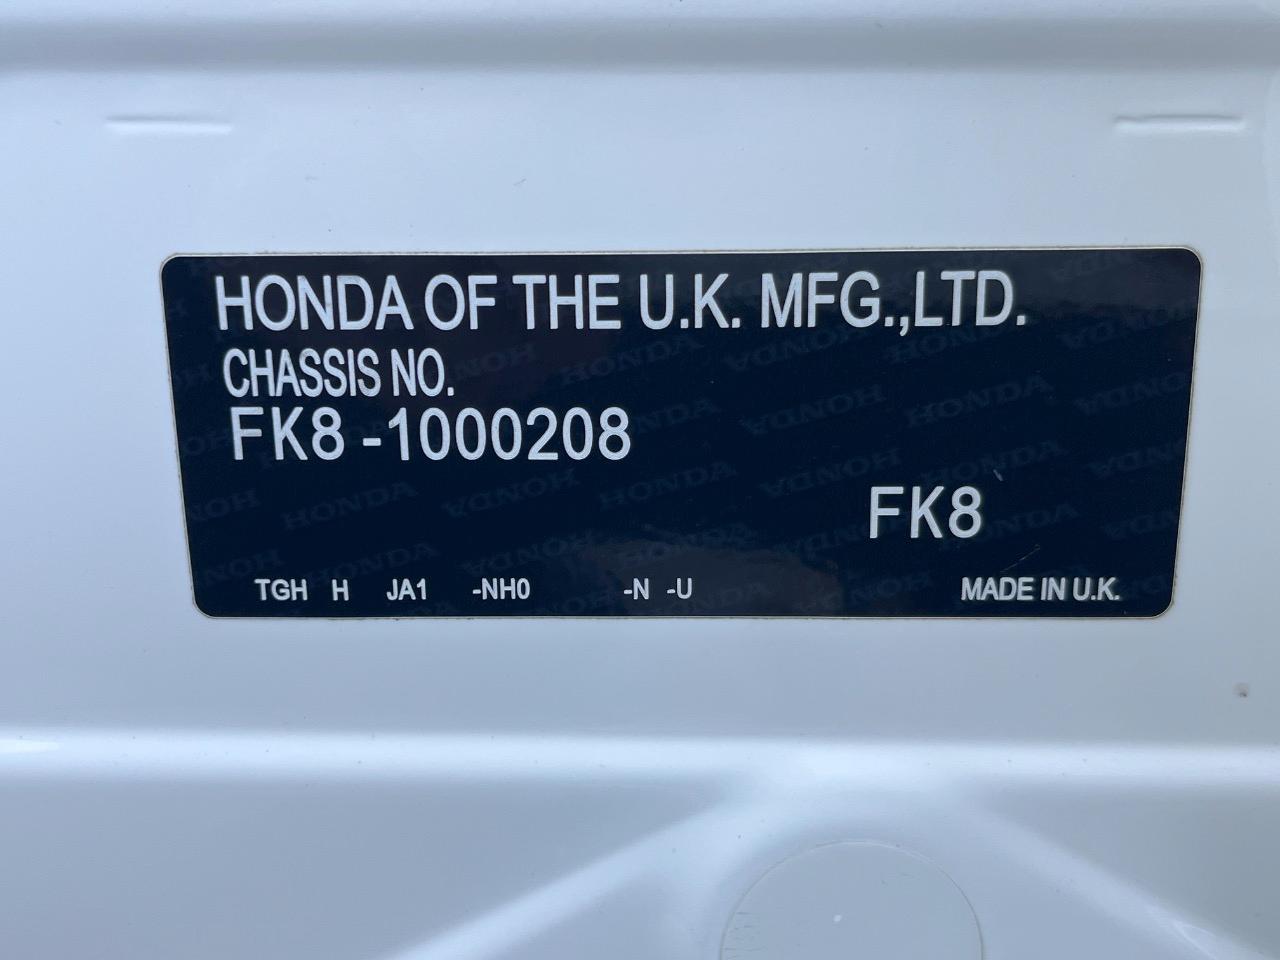 HONDA OF THE U.K. MFG.,LTD.
CHASSIS NO.
FK8 -1000208
FK8
TGH H JA1 -NH0 -N -U MADE IN U.K.